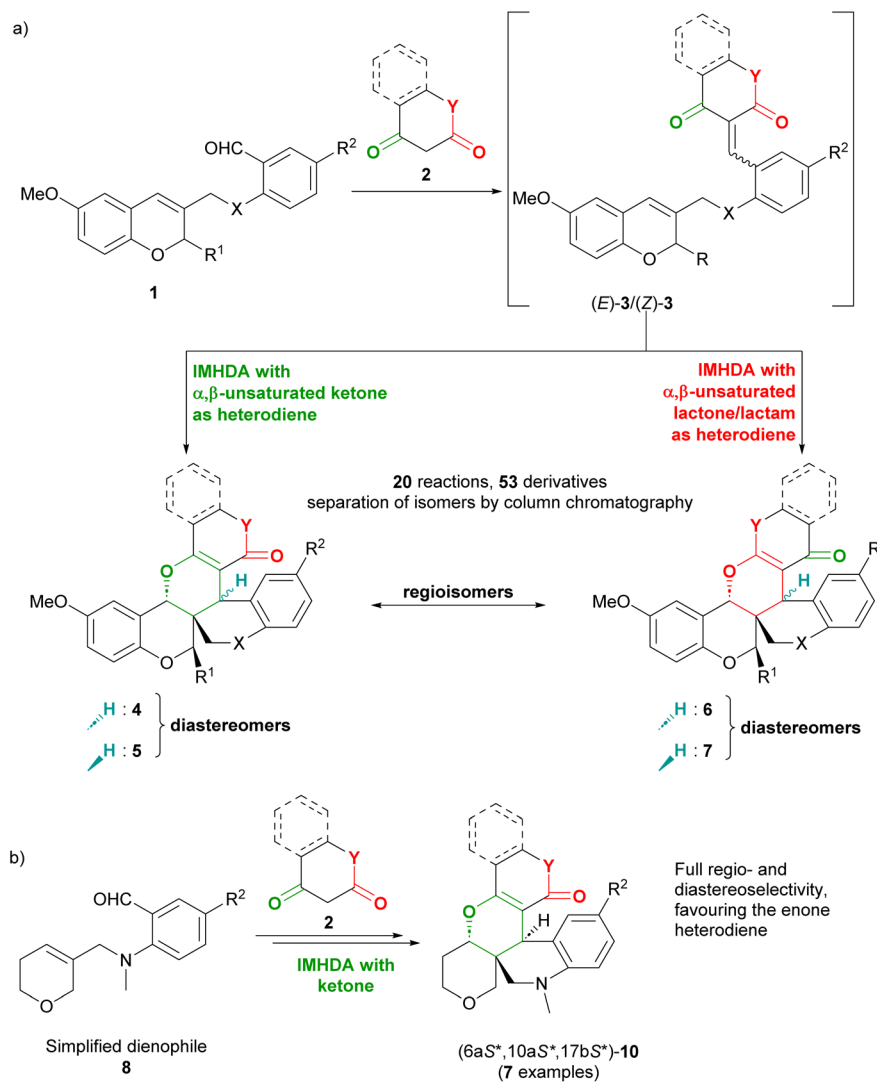 a)
Y
O
O
2
DHC
R²
MeO
X
O
R¹
1
Y
O
O
R²
MeO
X
O
R
(E)-3/(Z)-3
IMHDA with
α,β-unsaturated ketone
as heterodiene
IMHDA with
α,β-unsaturated
lactone/lactam
as heterodiene
20 reactions, 53 derivatives
separation of isomers by column chromatography
Y
O
O
H
R²
MeO
X
O
R¹
regioisomers
Y
O
O
H
R
MeO
X
O
R¹
H : 4
H : 5
diastereomers
H : 6
H : 7
diastereomers
b)
OHC
R²
N
O
Simplified dienophile
8
Y
O
O
2
IMHDA with
ketone
Y
O
O
H
R²
N
O
(6aS*,10aS*,17bS*)-10
(7 examples)
Full regio- and
diastereoselectivity,
favouring the enone
heterodiene